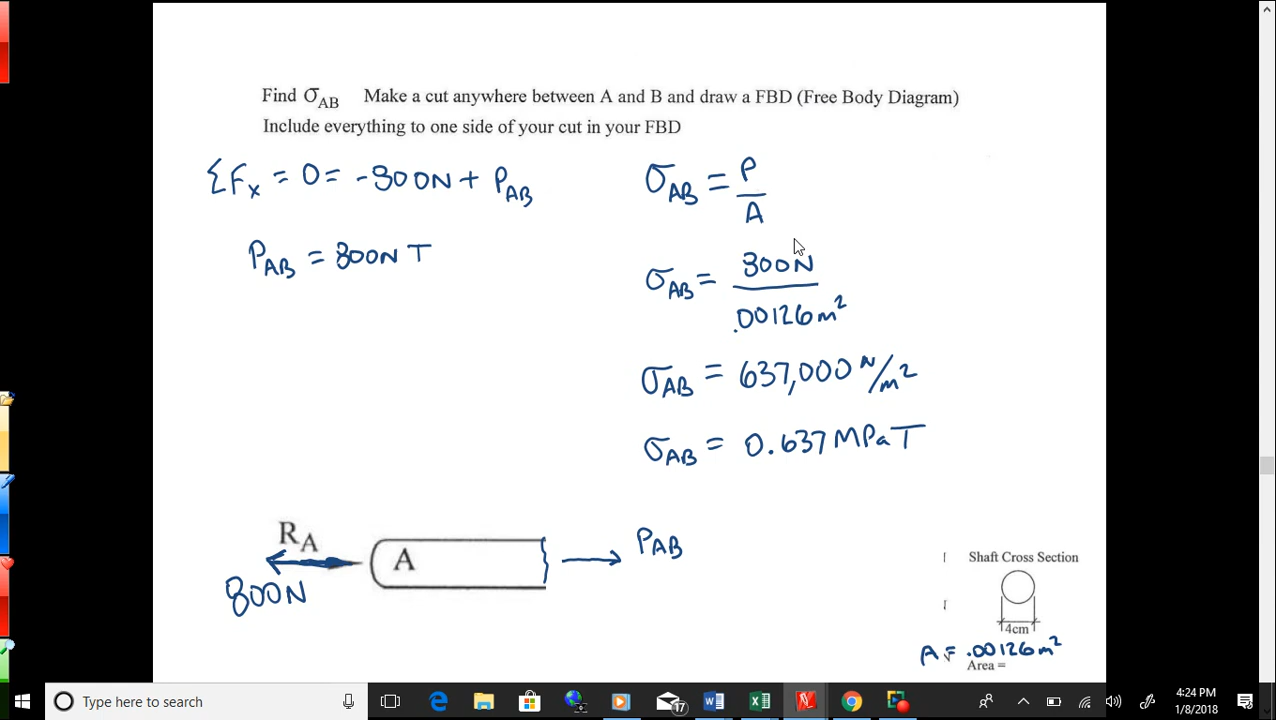 Find σAB Make a cut anywhere between A and B and draw a FBD (Free Body Diagram)
Include everything to one side of your cut in your FBD
ΣFx = 0 = -800N + PAB
PAB = 800N T
σAB = P/A
σAB = 800N/.00126m²
σAB = 637,000 N/m²
σAB = 0.637 MPa T
RA
800N
A
PAB
Shaft Cross Section
4cm
A = .00126m²
Area =
Type here to search
17
4:24 PM
1/8/2018